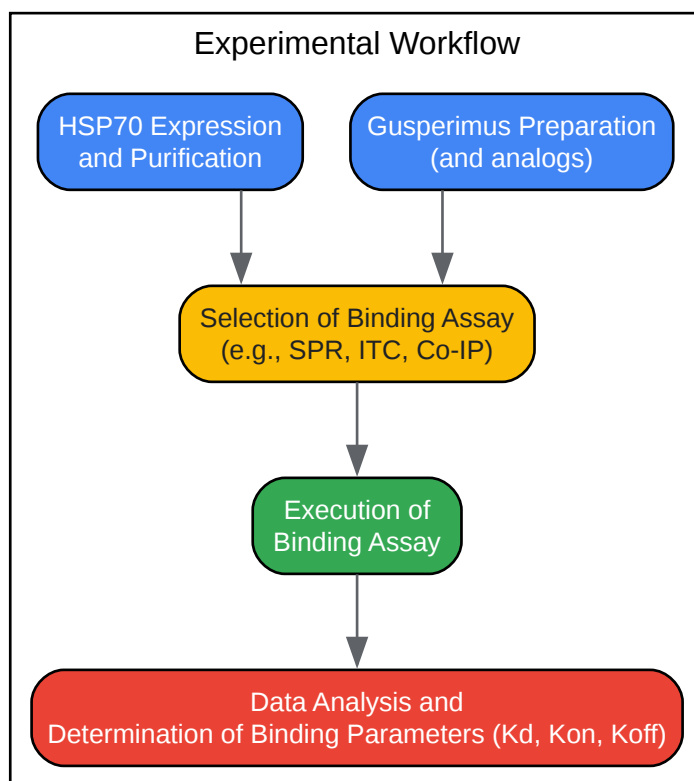 Experimental Workflow
HSP70 Expression
and Purification
Gusperimus Preparation
(and analogs)
Selection of Binding Assay
(e.g., SPR, ITC, Co-IP)
Execution of
Binding Assay
Data Analysis and
Determination of Binding Parameters (Kd, Kon, Koff)